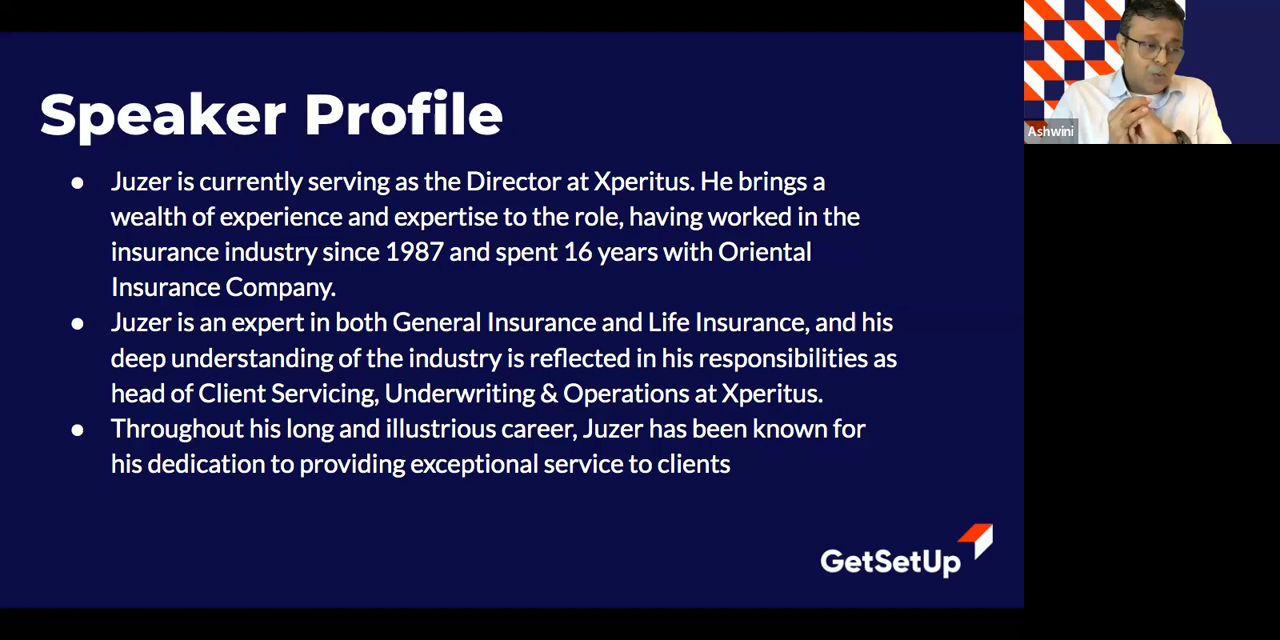 Speaker Profile
● Juzer is currently serving as the Director at Xperitus. He brings a
wealth of experience and expertise to the role, having worked in the
insurance industry since 1987 and spent 16 years with Oriental
Insurance Company.
● Juzer is an expert in both General Insurance and Life Insurance, and his
deep understanding of the industry is reflected in his responsibilities as
head of Client Servicing, Underwriting & Operations at Xperitus.
● Throughout his long and illustrious career, Juzer has been known for
his dedication to providing exceptional service to clients
GetSetUp
Ashwini